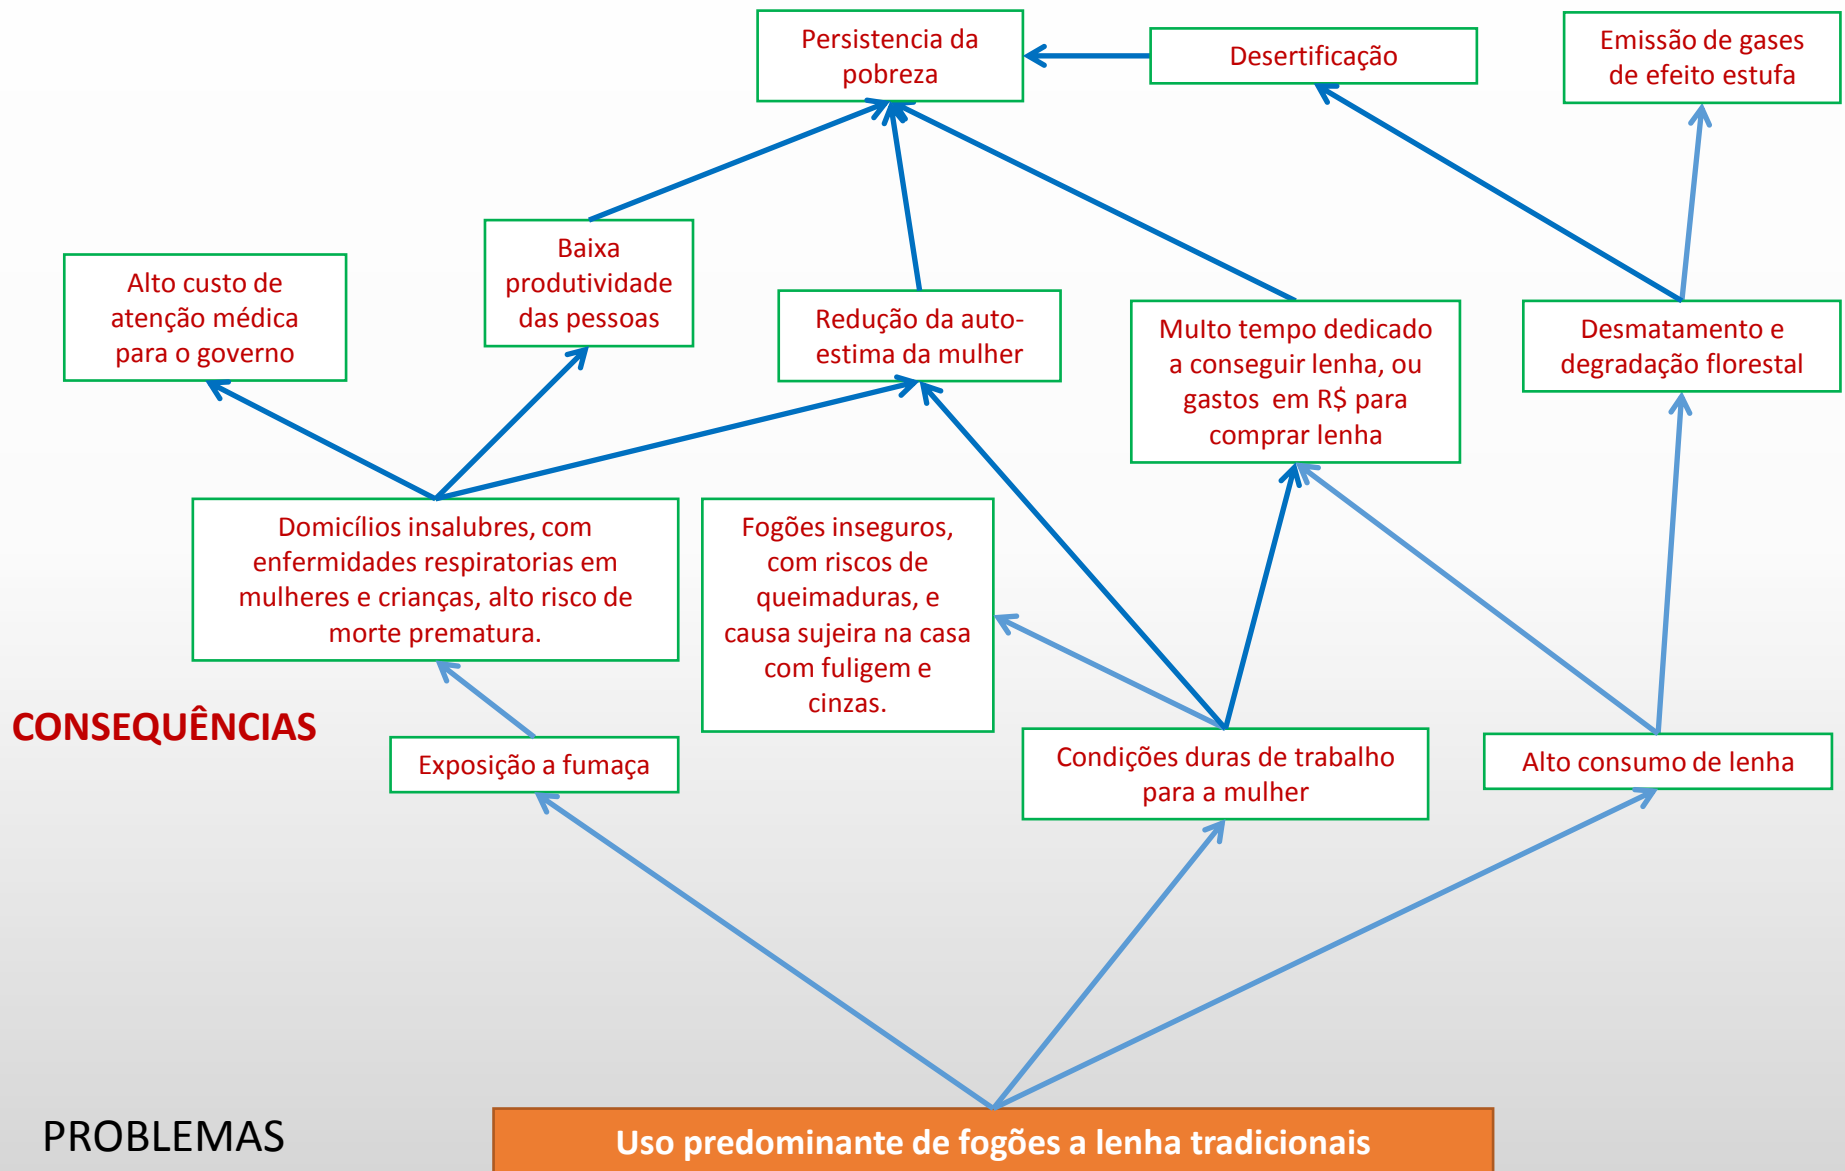 Persistencia da
pobreza
Desertificação
Emissão de gases
de efeito estufa
Alto custo de
atenção médica
para o governo
Baixa
produtividade
das pessoas
Redução da auto-
estima da mulher
MuIto tempo dedicado
a conseguir lenha, ou
gastos em R$ para
comprar lenha
Desmatamento e
degradação florestal
Domicílios insalubres, com
enfermidades respiratorias em
mulheres e crianças, alto risco de
morte prematura.
Fogões inseguros,
com riscos de
queimaduras, e
causa sujeira na casa
com fuligem e
cinzas.
CONSEQUÊNCIAS
Exposição a fumaça
Condições duras de trabalho
para a mulher
Alto consumo de lenha
PROBLEMAS
Uso predominante de fogões a lenha tradicionais